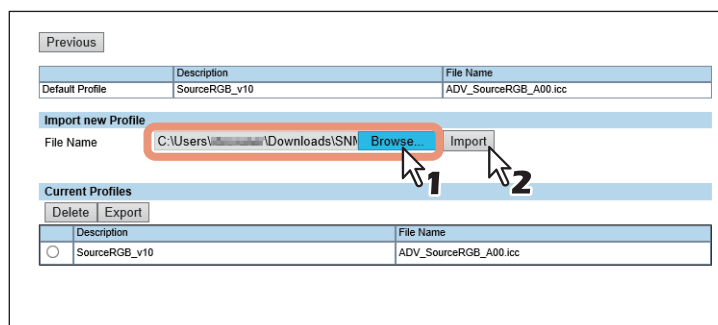 Previous
Description File Name
Default Profile SourceRGB_v10 ADV_SourceRGB_A00.icc
Import new Profile
File Name C:\Users\ \Downloads\SNM Browse... Import
1 2
Current Profiles
Delete Export
Description File Name
SourceRGB_v10 ADV_SourceRGB_A00.icc